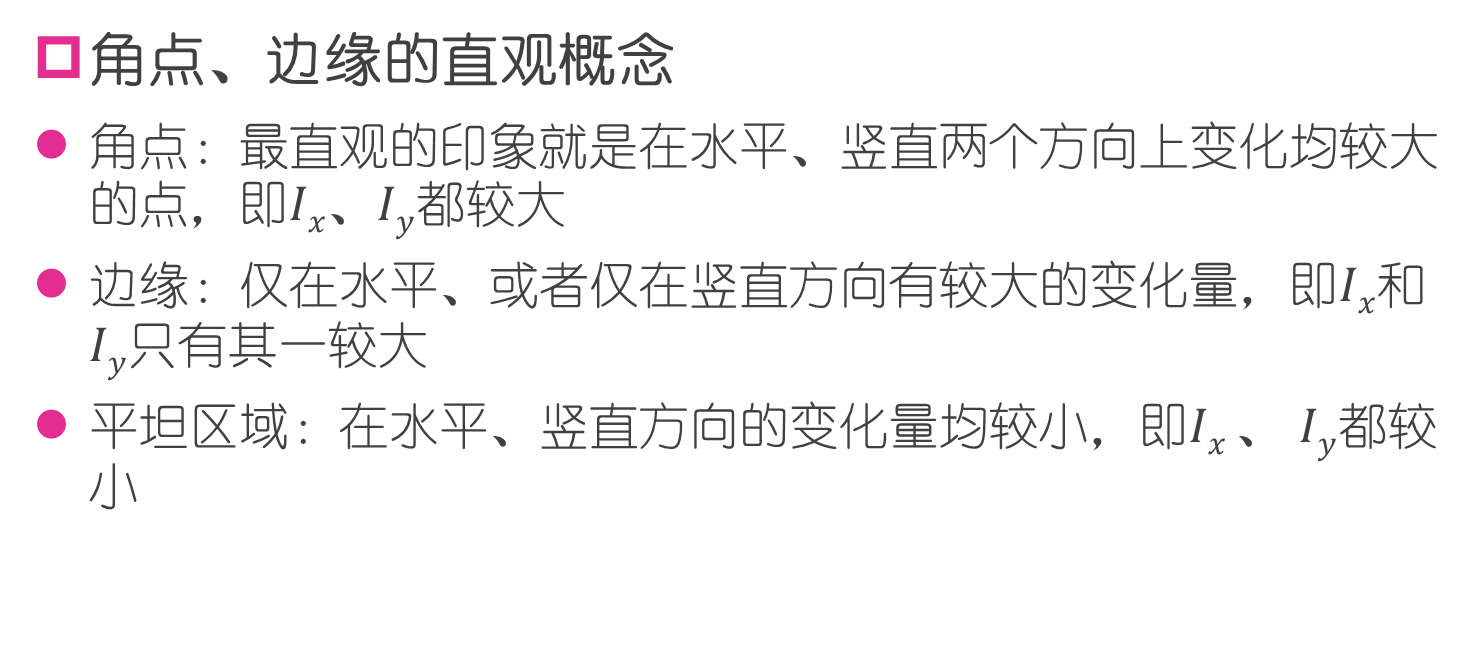 角点、边缘的直观概念
角点：最直观的印象就是在水平、竖直两个方向上变化均较大
的点，即Iₓ、I_y都较大
边缘：仅在水平、或者仅在竖直方向有较大的变化量，即Iₓ和
I_y只有其一较大
平坦区域：在水平、竖直方向的变化量均较小，即Iₓ 、 I_y都较
小